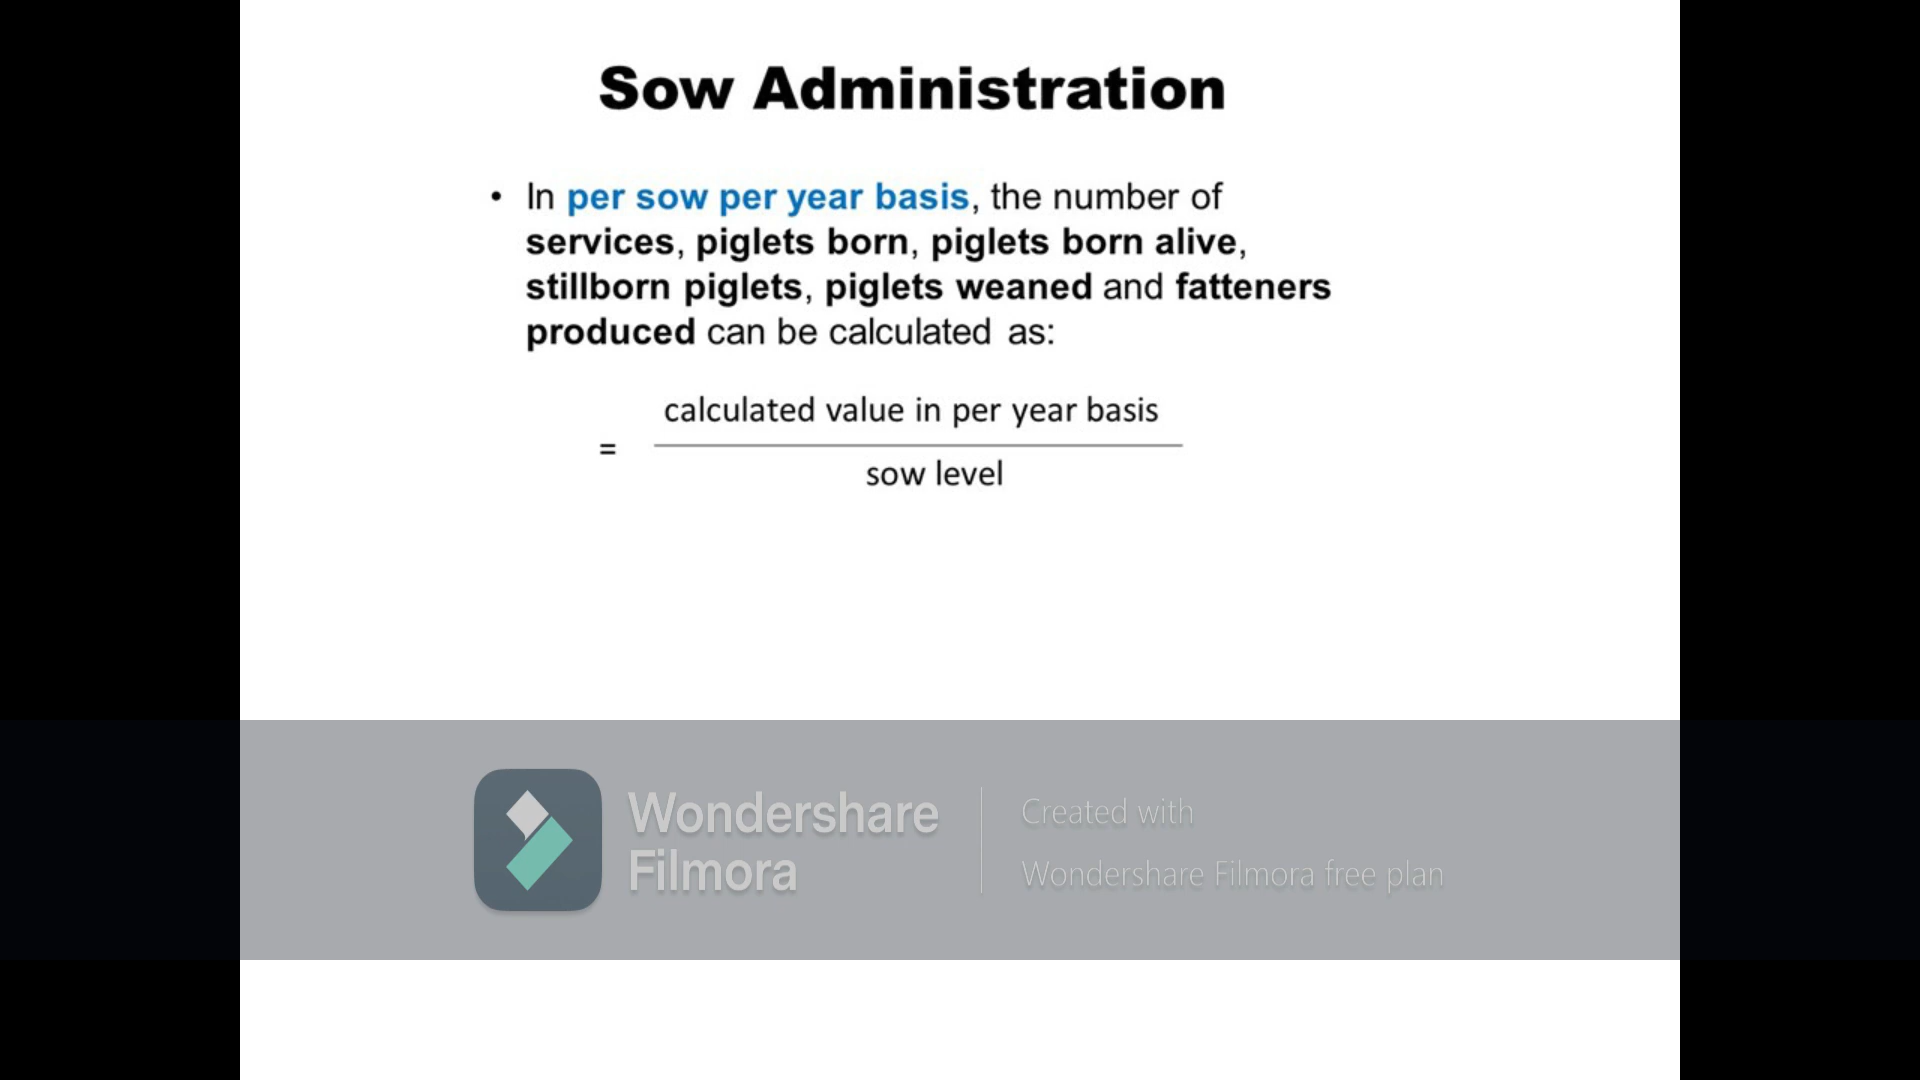 Sow Administration
• In per sow per year basis, the number of
services, piglets born, piglets born alive,
stillborn piglets, piglets weaned and fatteners
produced can be calculated as:
calculated value in per year basis
=
sow level
Wondershare
Filmora
Created with
Wondershare Filmora free plan